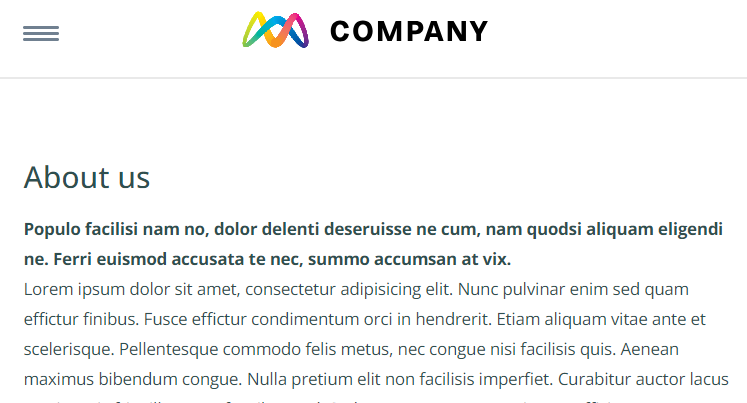 COMPANY
About us
Populo facilisi nam no, dolor delenti deseruisse ne cum, nam quodsi aliquam eligendi
ne. Ferri euismod accusata te nec, summo accumsan at vix.
Lorem ipsum dolor sit amet, consectetur adipisicing elit. Nunc pulvinar enim sed quam
effictur finibus. Fusce effictur condimentum orci in hendrerit. Etiam aliquam vitae ante et
scelerisque. Pellentesque commodo felis metus, nec congue nisi facilisis quis. Aenean
maximus bibendum congue. Nulla pretium elit non facilisis imperfiet. Curabitur auctor lacus